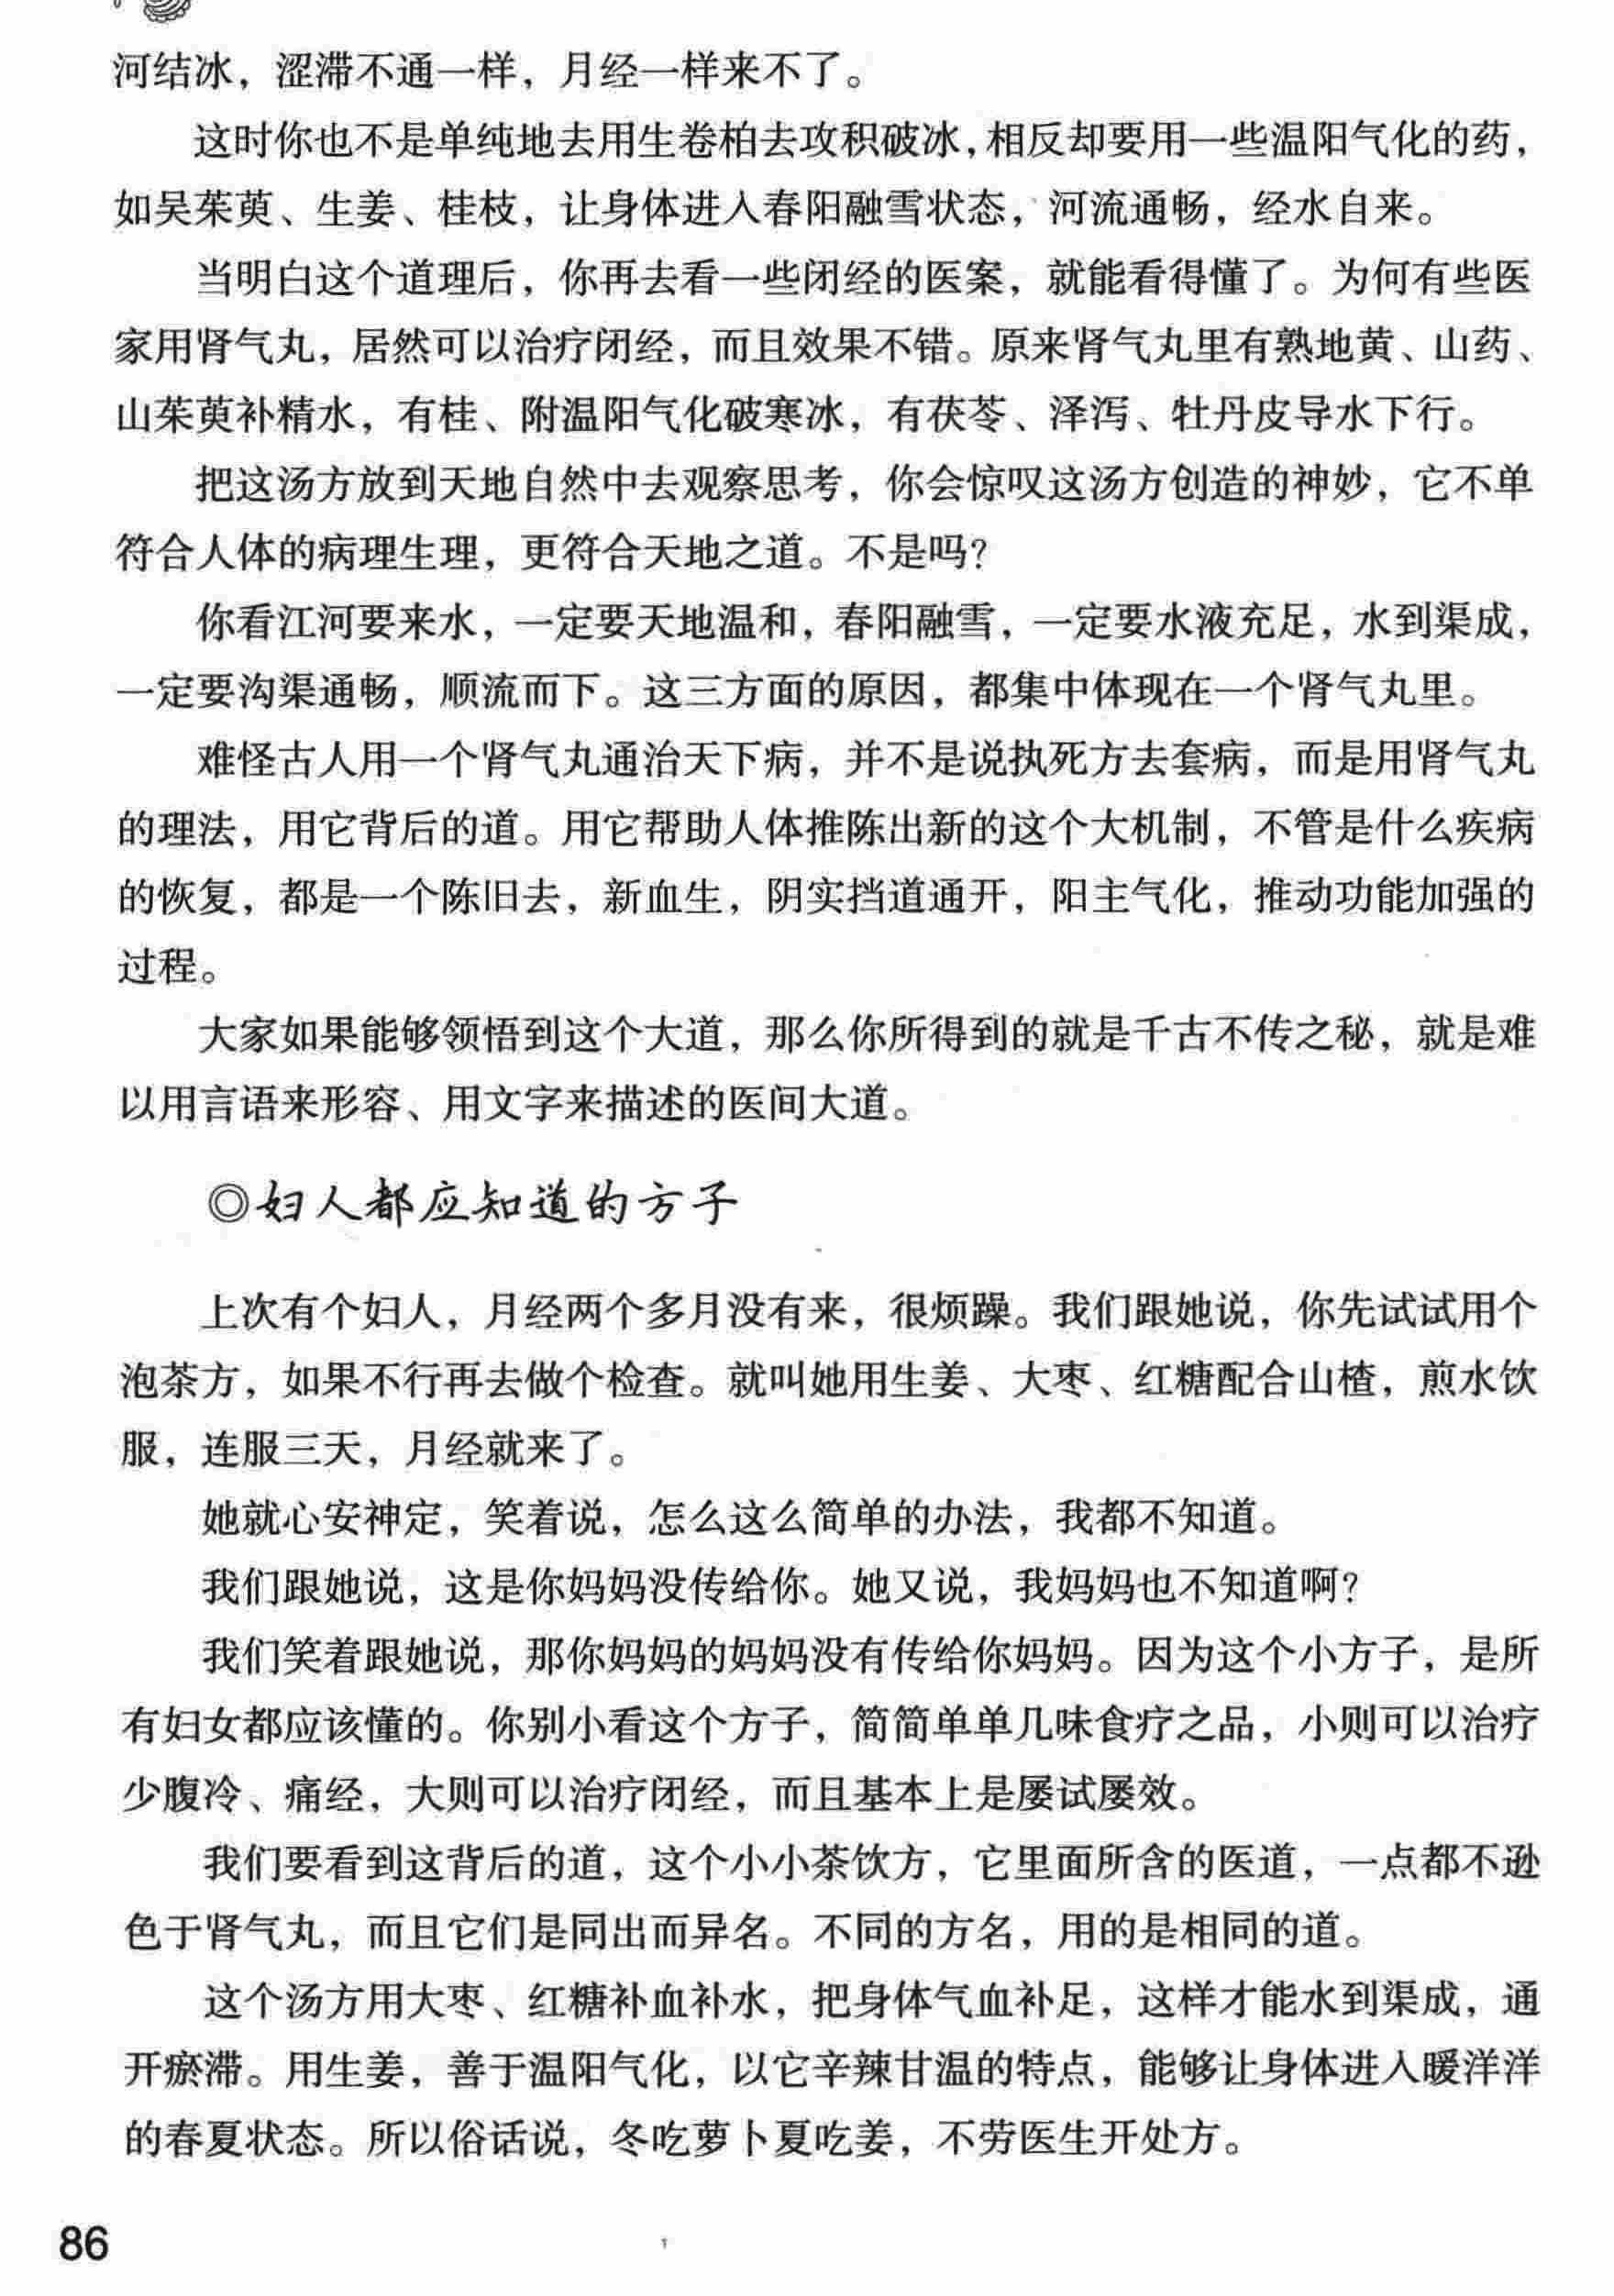 河结冰，涩滞不通一样，月经一样来不了。
这时你也不是单纯地去用生卷柏去攻积破冰，相反却要用一些温阳气化的药，
如吴茱萸、生姜、桂枝，让身体进入春阳融雪状态，河流通畅，经水自来。
当明白这个道理后，你再去看一些闭经的医案，就能看得懂了。为何有些医
家用肾气丸，居然可以治疗闭经，而且效果不错。原来肾气丸里有熟地黄、山药、
山茱萸补精水，有桂、附温阳气化破寒冰，有茯苓、泽泻、牡丹皮导水下行。
把这汤方放到天地自然中去观察思考，你会惊叹这汤方创造的神妙，它不单
符合人体的病理生理，更符合天地之道。不是吗？
你看江河要来水，一定要天地温和，春阳融雪，一定要水液充足，水到渠成，
一定要沟渠通畅，顺流而下。这三方面的原因，都集中体现在一个肾气丸里。
难怪古人用一个肾气丸通治天下病，并不是说执死方去套病，而是用肾气丸
的理法，用它背后的道。用它帮助人体推陈出新的这个大机制，不管是什么疾病
的恢复，都是一个陈旧去，新血生，阴实挡道通开，阳主气化，推动功能加强的
过程。
大家如果能够领悟到这个大道，那么你所得到的就是千古不传之秘，就是难
以用言语来形容、用文字来描述的医间大道。
◎妇人都应知道的方子
上次有个妇人，月经两个多月没有来，很烦躁。我们跟她说，你先试试用个
泡茶方，如果不行再去做个检查。就叫她用生姜、大枣、红糖配合山楂，煎水饮
服，连服三天，月经就来了。
她就心安神定，笑着说，怎么这么简单的办法，我都不知道。
我们跟她说，这是你妈妈没传给你。她又说，我妈妈也不知道啊？
我们笑着跟她说，那你妈妈的妈妈没有传给你妈妈。因为这个小方子，是所
有妇女都应该懂的。你别小看这个方子，简简单单几味食疗之品，小则可以治疗
少腹冷、痛经，大则可以治疗闭经，而且基本上是屡试屡效。
我们要看到这背后的道，这个小小茶饮方，它里面所含的医道，一点都不逊
色于肾气丸，而且它们是同出而异名。不同的方名，用的是相同的道。
这个汤方用大枣、红糖补血补水，把身体气血补足，这样才能水到渠成，通
开瘀滞。用生姜，善于温阳气化，以它辛辣甘温的特点，能够让身体进入暖洋洋
的春夏状态。所以俗话说，冬吃萝卜夏吃姜，不劳医生开处方。
86